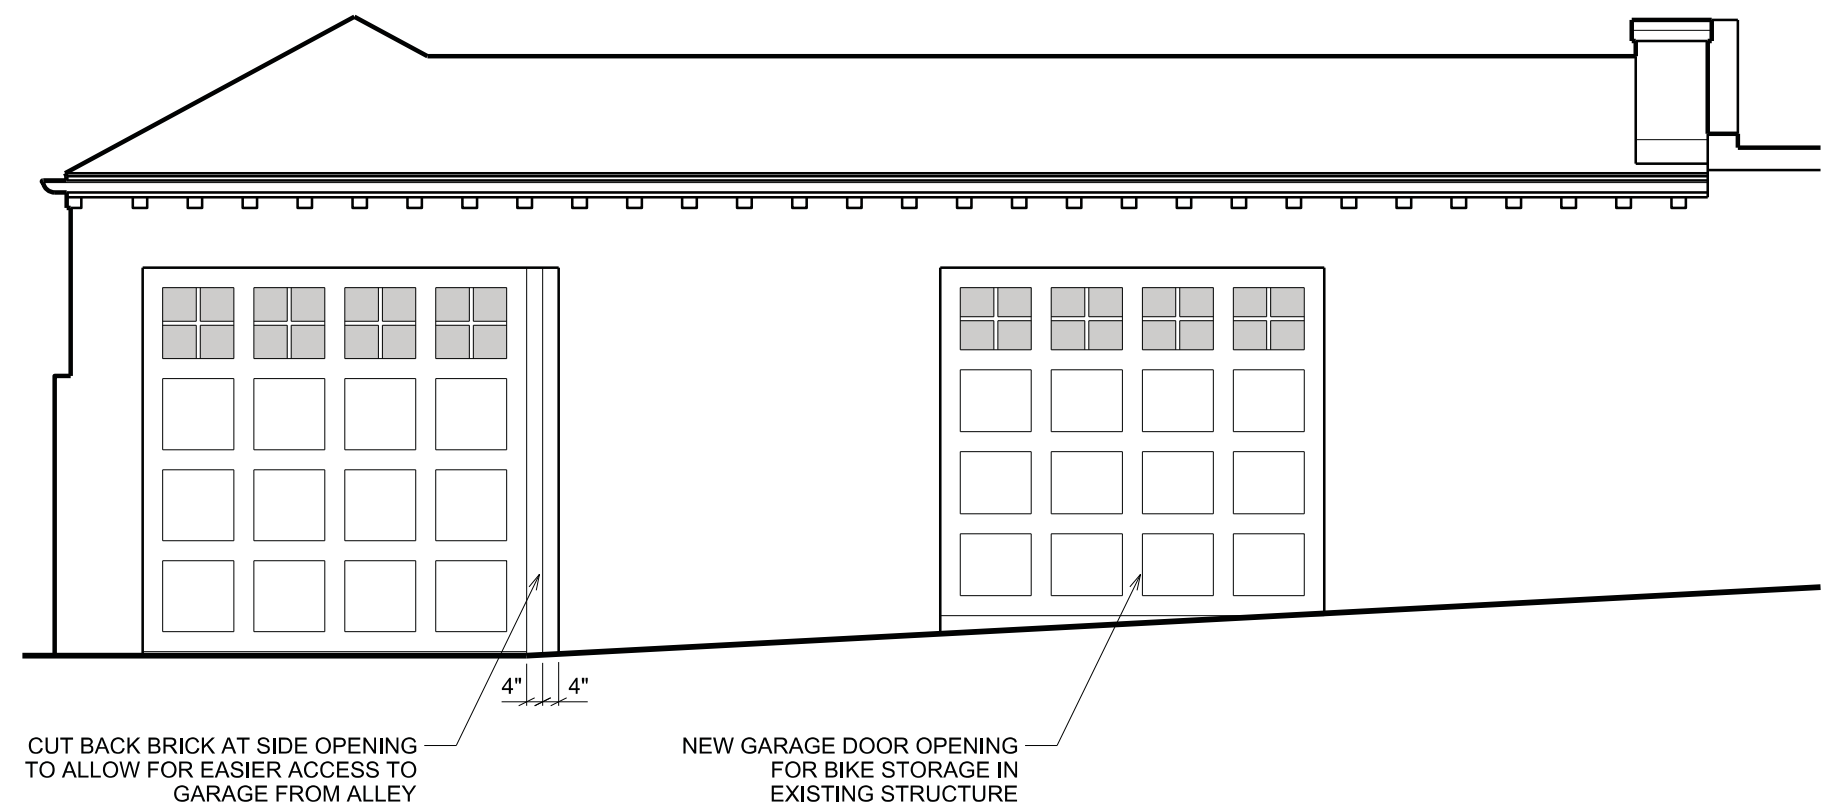 4" 4"
CUT BACK BRICK AT SIDE OPENING
TO ALLOW FOR EASIER ACCESS TO
GARAGE FROM ALLEY
NEW GARAGE DOOR OPENING
FOR BIKE STORAGE IN
EXISTING STRUCTURE